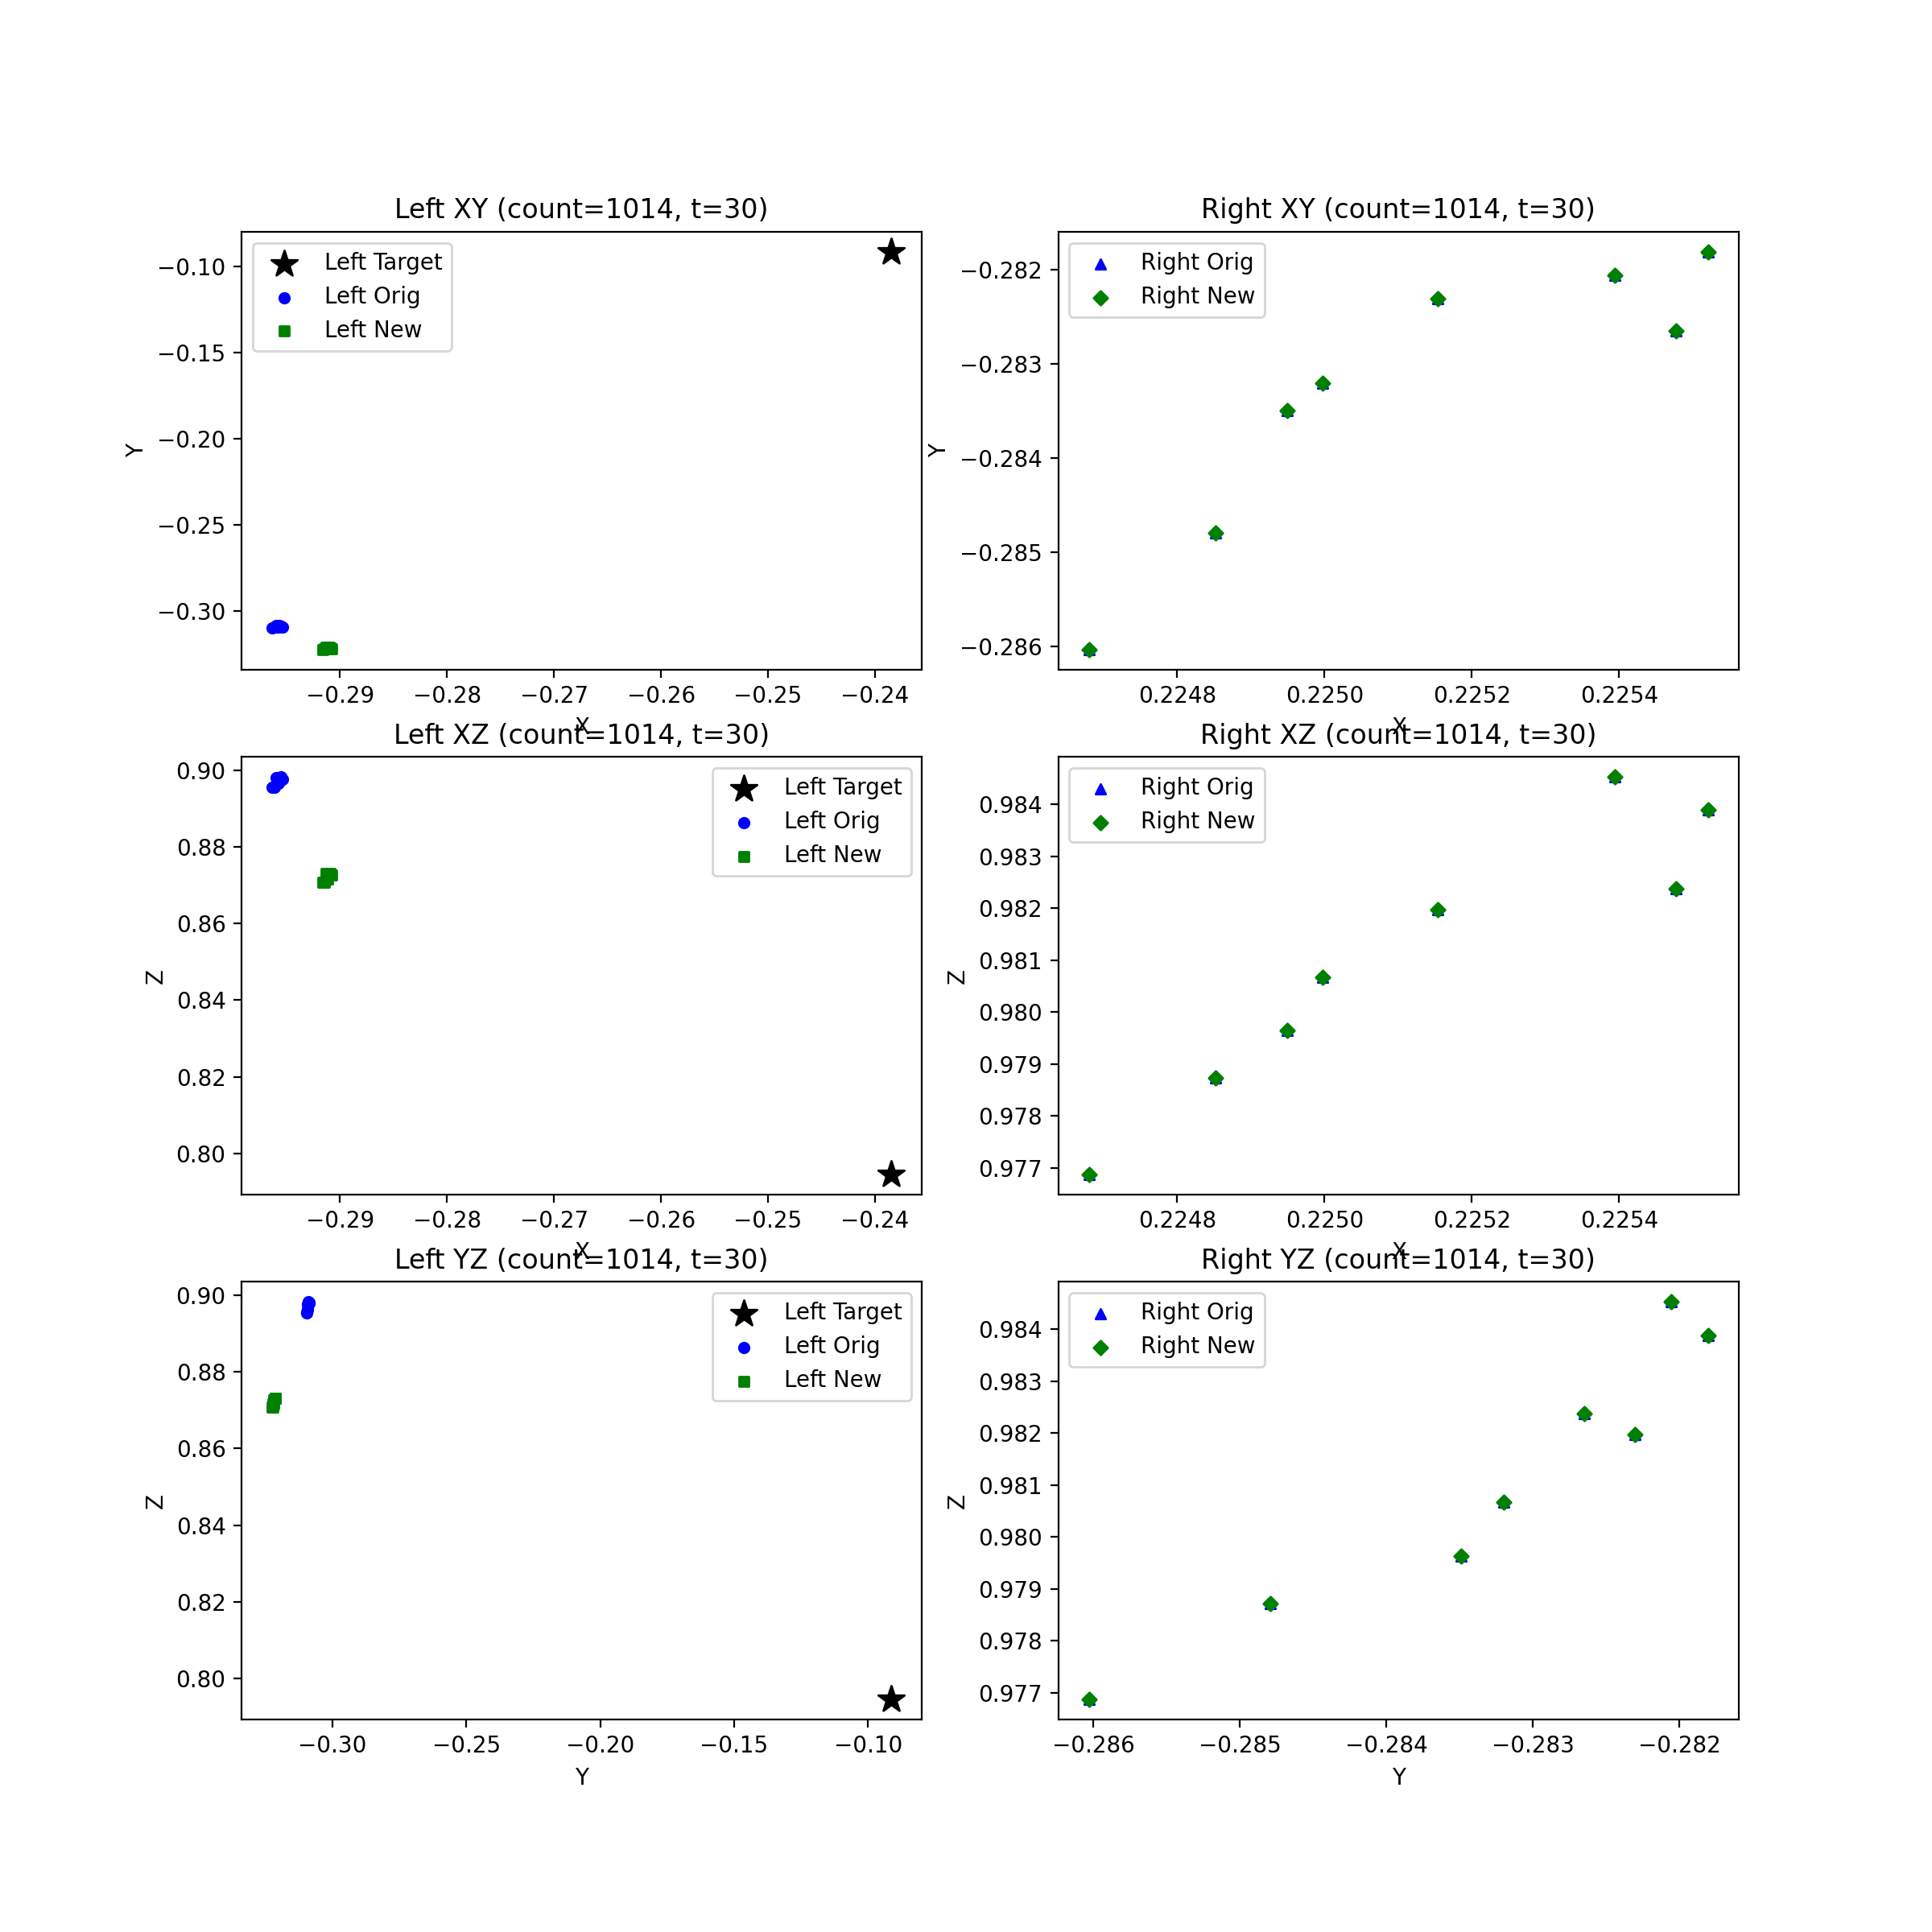 Left XY (count=1014, t=30)
Left Target
Left Orig
Left New
−0.10
−0.15
−0.20
−0.25
−0.30
Y
−0.29
−0.28
−0.27
−0.26
−0.25
−0.24
X
Right XY (count=1014, t=30)
Right Orig
Right New
−0.282
−0.283
−0.284
−0.285
−0.286
Y
0.2248
0.2250
0.2252
0.2254
X
Left XZ (count=1014, t=30)
Left Target
Left Orig
Left New
0.90
0.88
0.86
0.84
0.82
0.80
Z
−0.29
−0.28
−0.27
−0.26
−0.25
−0.24
X
Right XZ (count=1014, t=30)
Right Orig
Right New
0.984
0.983
0.982
0.981
0.980
0.979
0.978
0.977
Z
0.2248
0.2250
0.2252
0.2254
X
Left YZ (count=1014, t=30)
Left Target
Left Orig
Left New
0.90
0.88
0.86
0.84
0.82
0.80
Z
−0.30
−0.25
−0.20
−0.15
−0.10
Y
Right YZ (count=1014, t=30)
Right Orig
Right New
0.984
0.983
0.982
0.981
0.980
0.979
0.978
0.977
Z
−0.286
−0.285
−0.284
−0.283
−0.282
Y